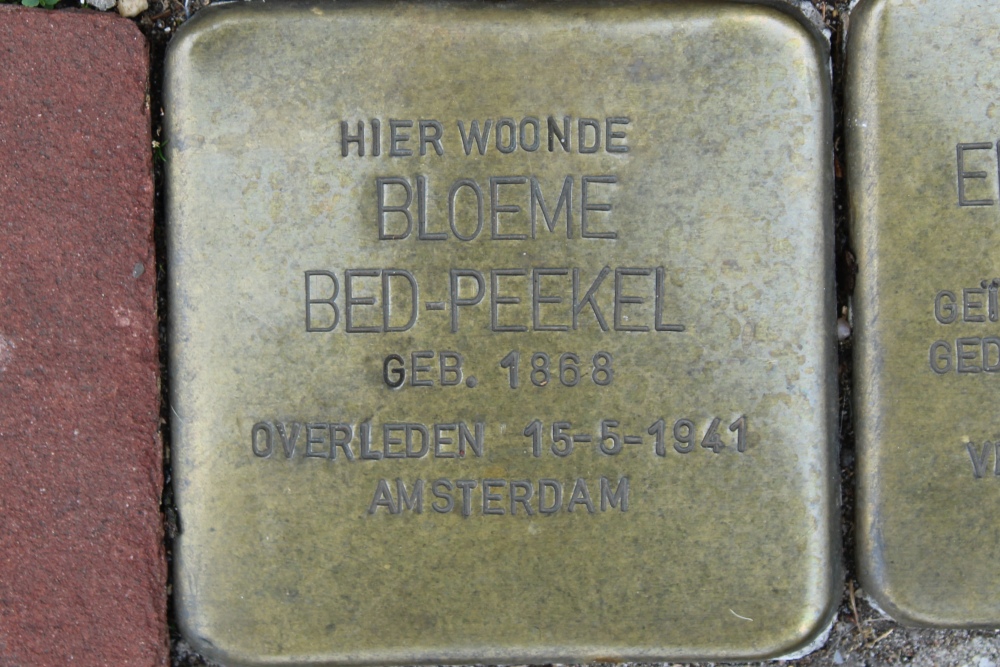 HIER WOONDE
BLOEME
BED-PEEKEL
GEB. 1868
OVERLEDEN 15-5-1941
AMSTERDAM